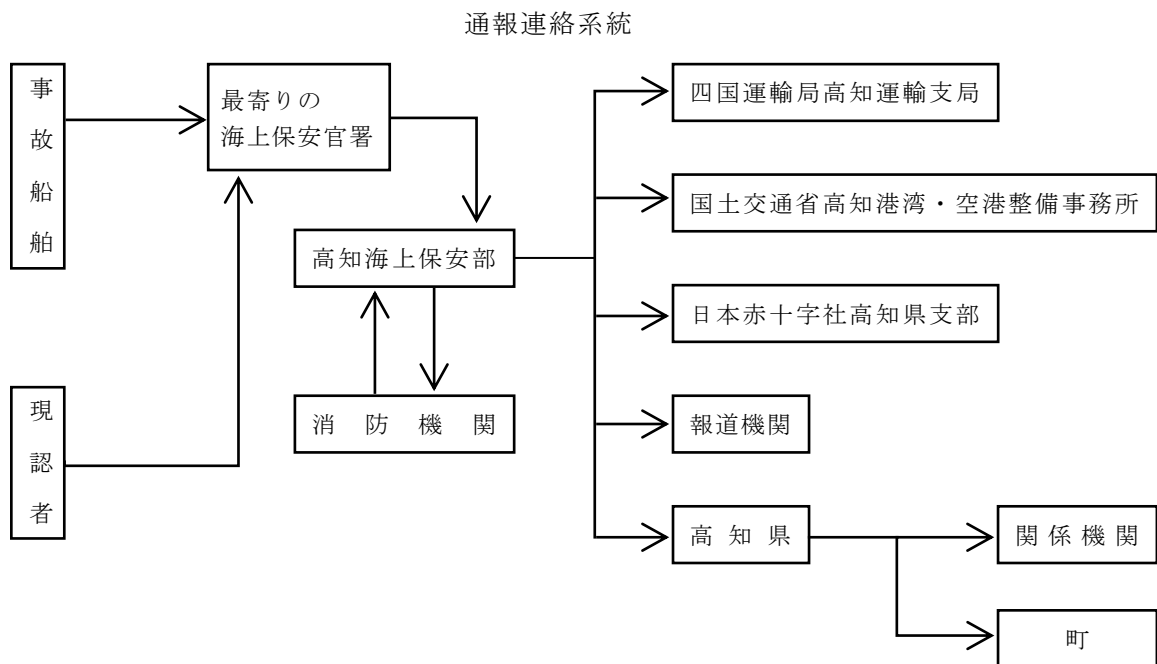 通報連絡系統
事故船舶
最寄りの
海上保安官署
四国運輸局高知運輸支局
国土交通省高知港湾・空港整備事務所
高知海上保安部
日本赤十字社高知県支部
現認者
消防機関
報道機関
高知県
関係機関
町